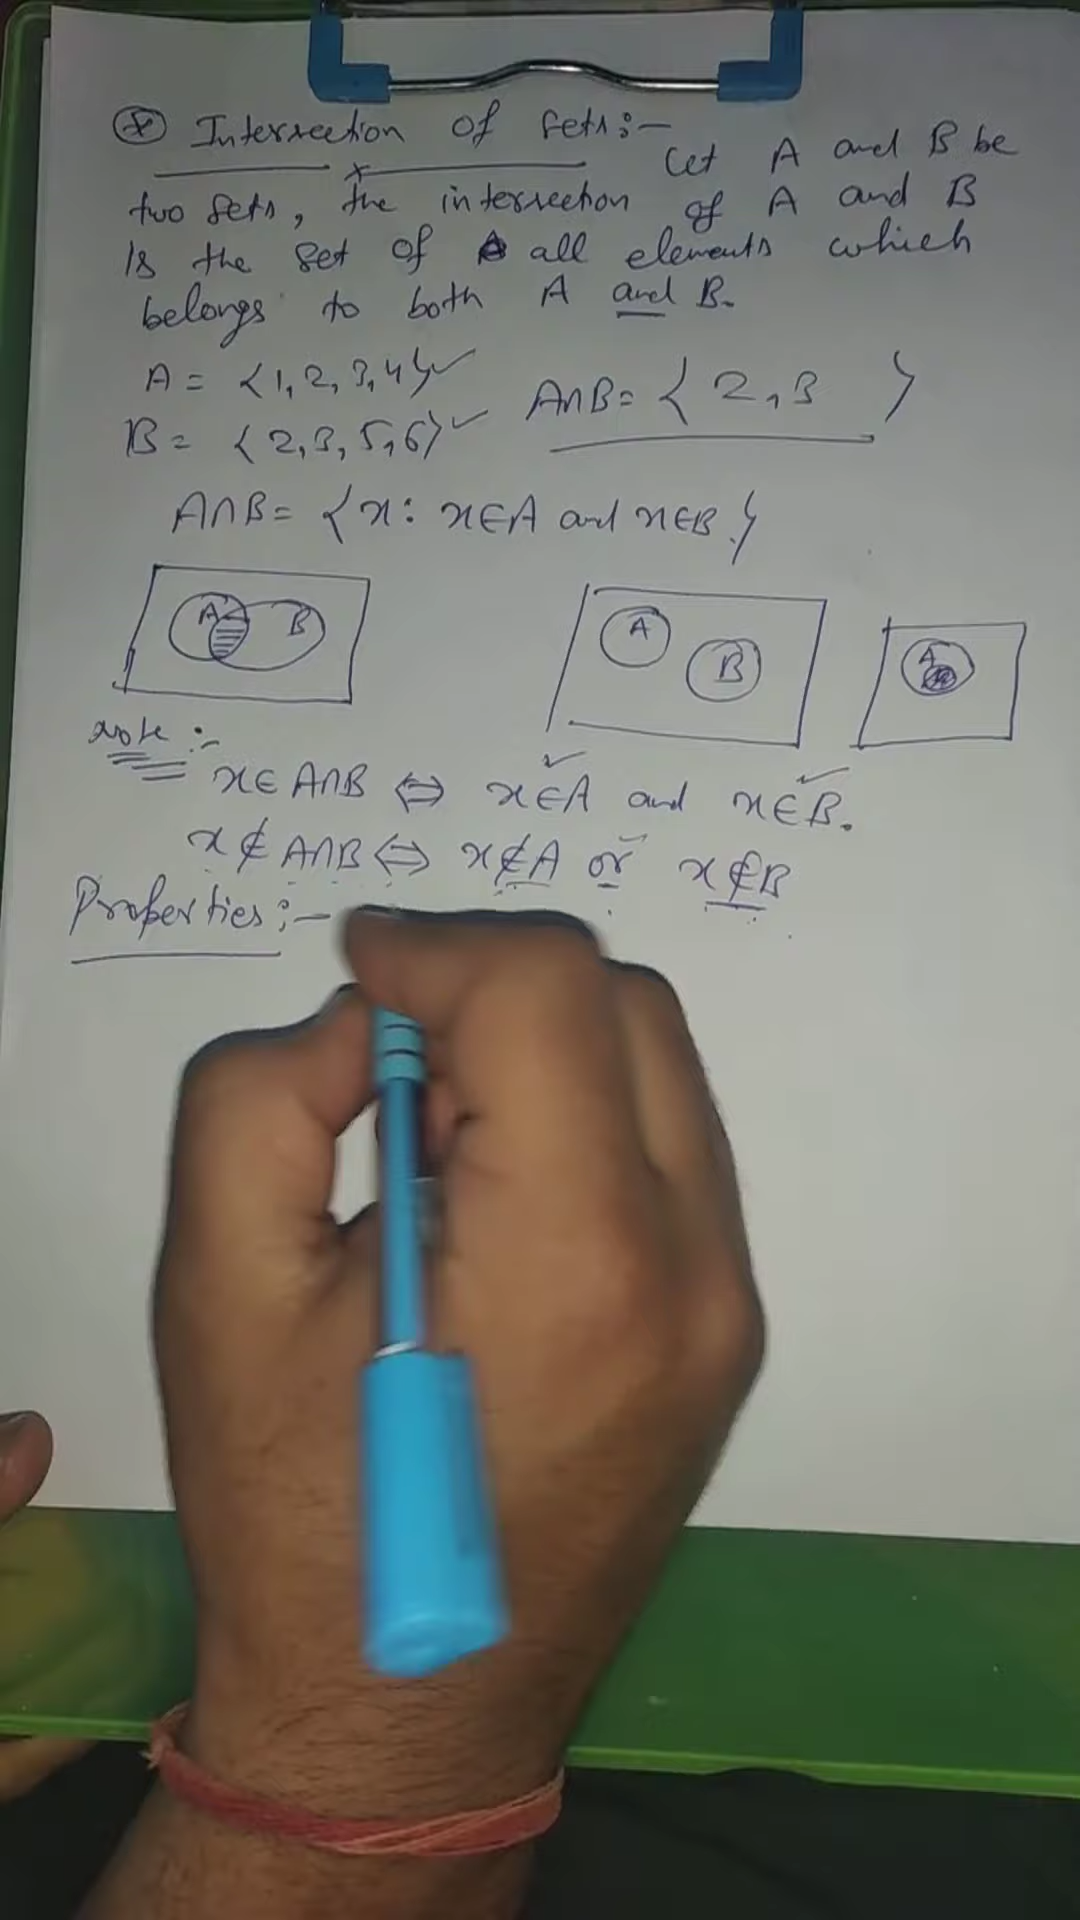 * Intersection of sets:- Let A and B be
two sets, the intersection of A and B
is the set of all elements which
belongs to both A and B.
A = {1, 2, 3, 4} ✓
B = {2, 3, 5, 6} ✓
A∩B = { 2, 3 }
A∩B = { x : x∈A and x∈B. }
A B
A B
A
note :-
x∈ A∩B ⇔ x∈A and x∈B.
x∉ A∩B ⇔ x∉A or x∉B
Properties :-